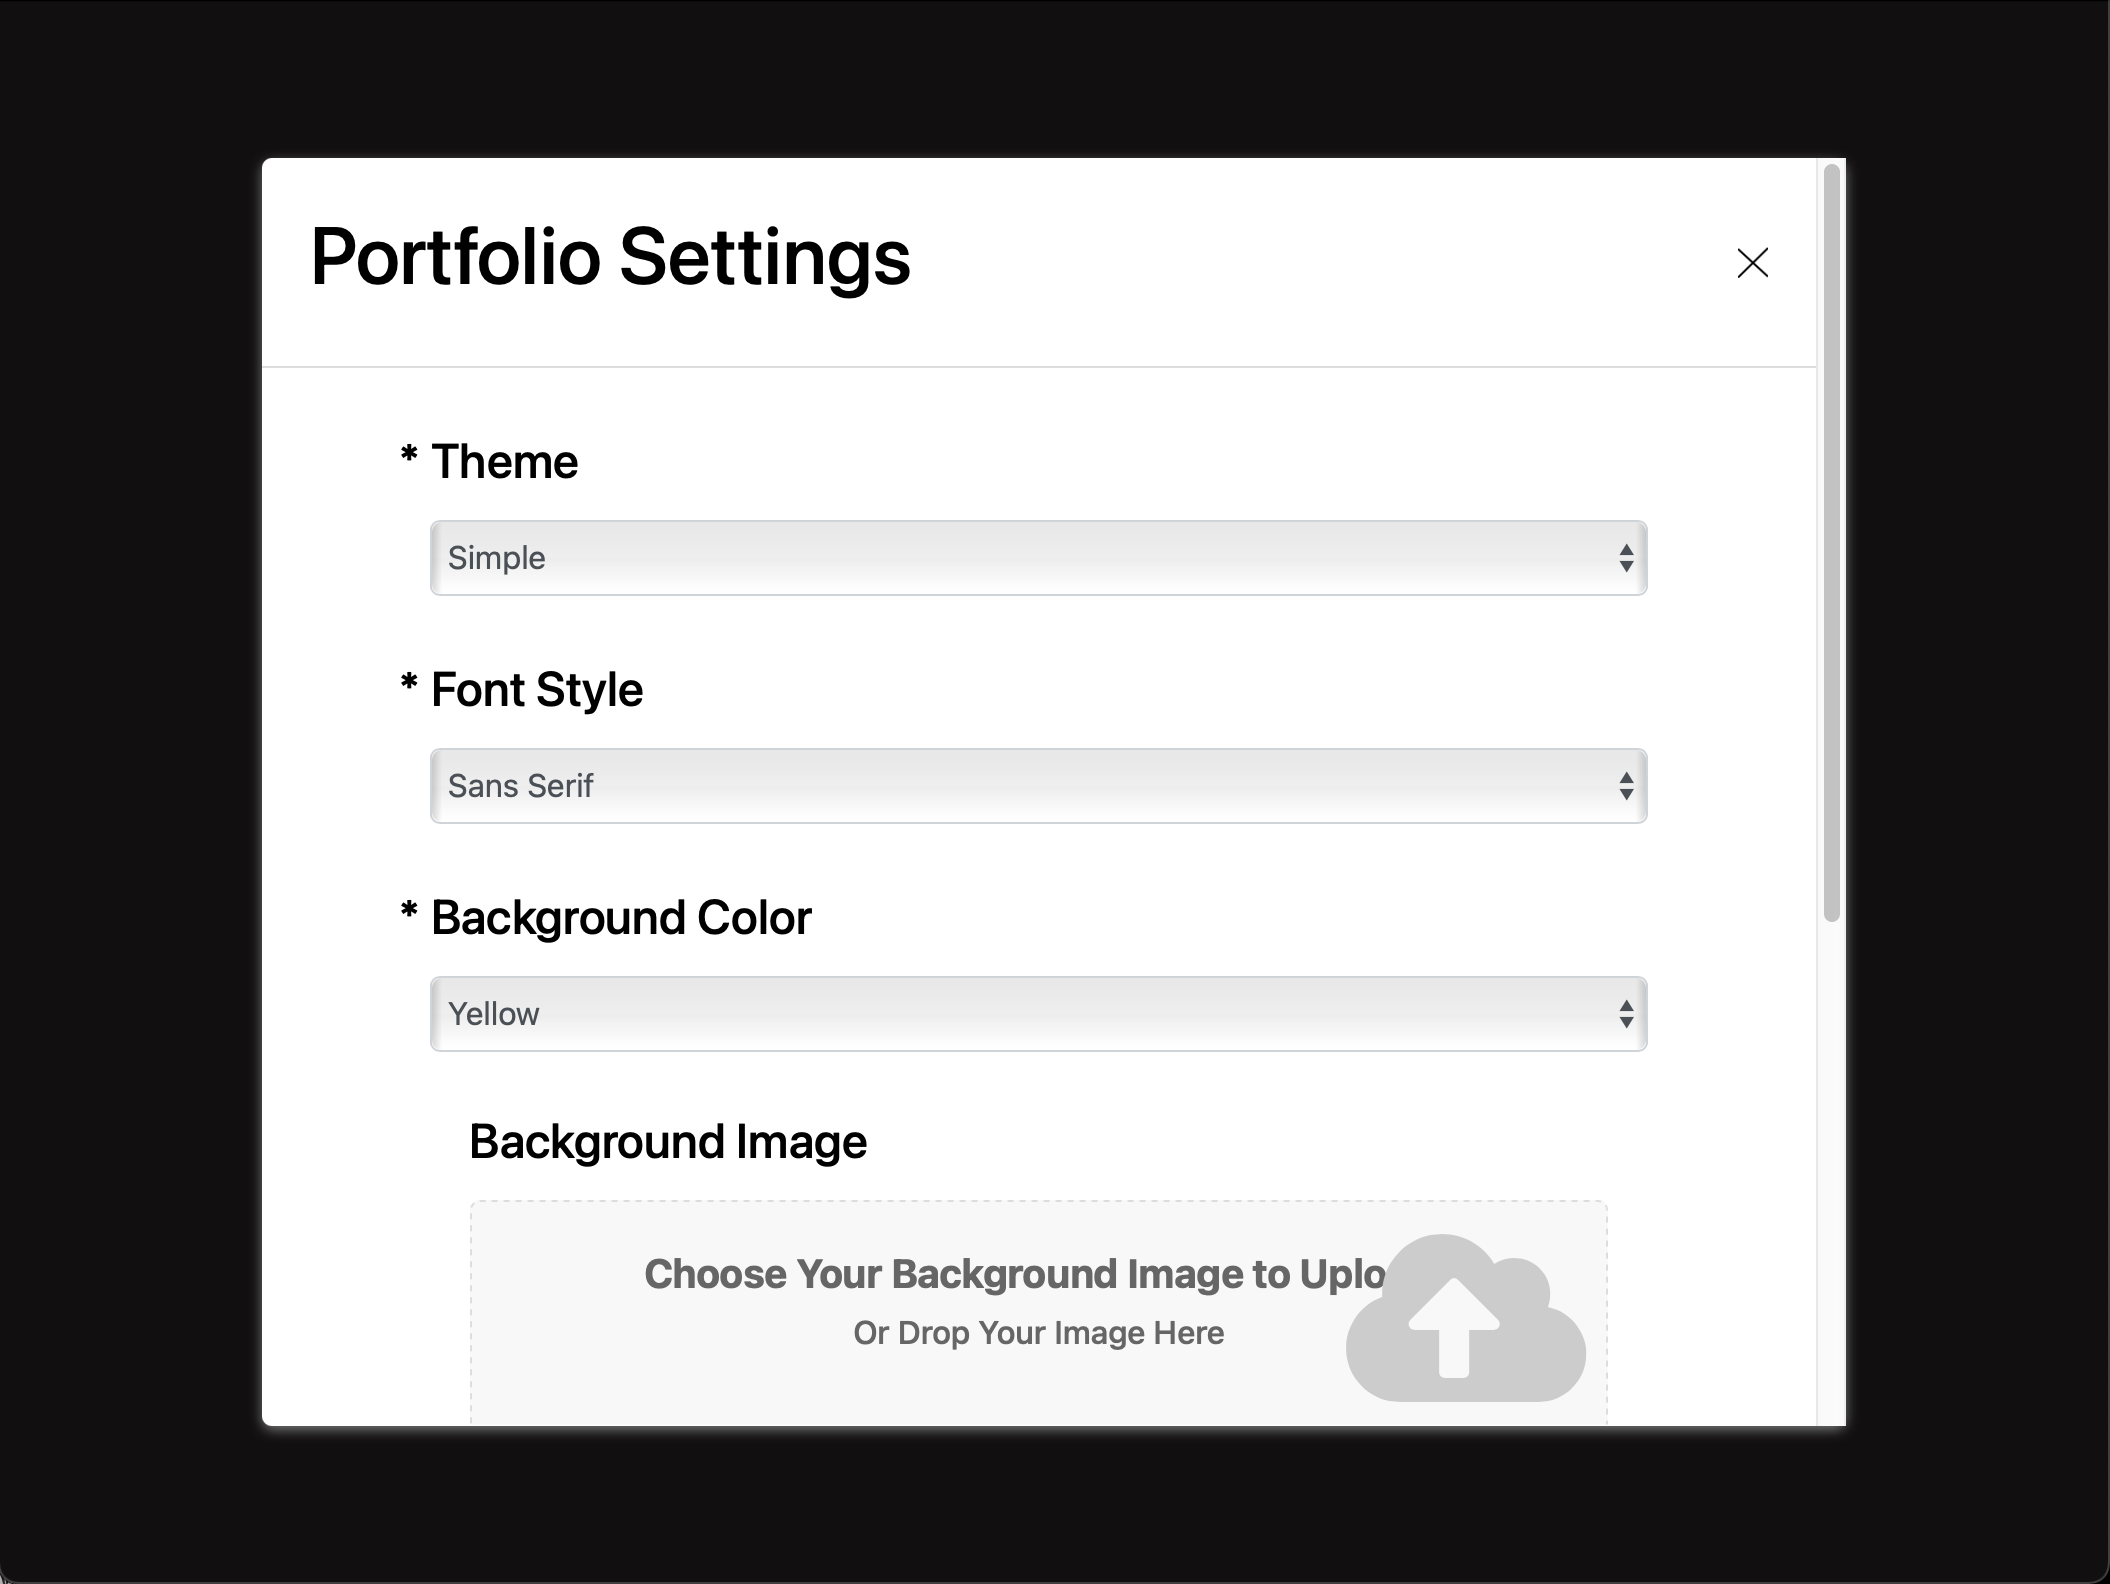 Portfolio Settings
* Theme
Simple
* Font Style
Sans Serif
* Background Color
Yellow
Background Image
Choose Your Background Image to Uplo
Or Drop Your Image Here